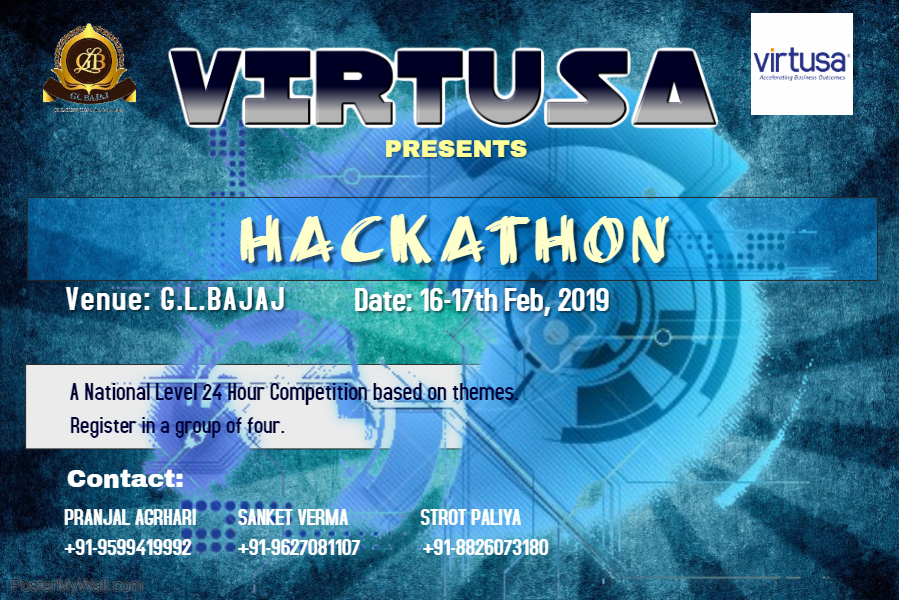 GL BAJAJ
VIRTUSA
virtusa
Accelerating Business Outcomes
PRESENTS
HACKATHON
Venue: G.L.BAJAJ Date: 16-17th Feb, 2019
A National Level 24 Hour Competition based on themes.
Register in a group of four.
Contact:
PRANJAL AGRHARI SANKET VERMA STROT PALIYA
+91-9599419992 +91-9627081107 +91-8826073180
PosterMyWall.com